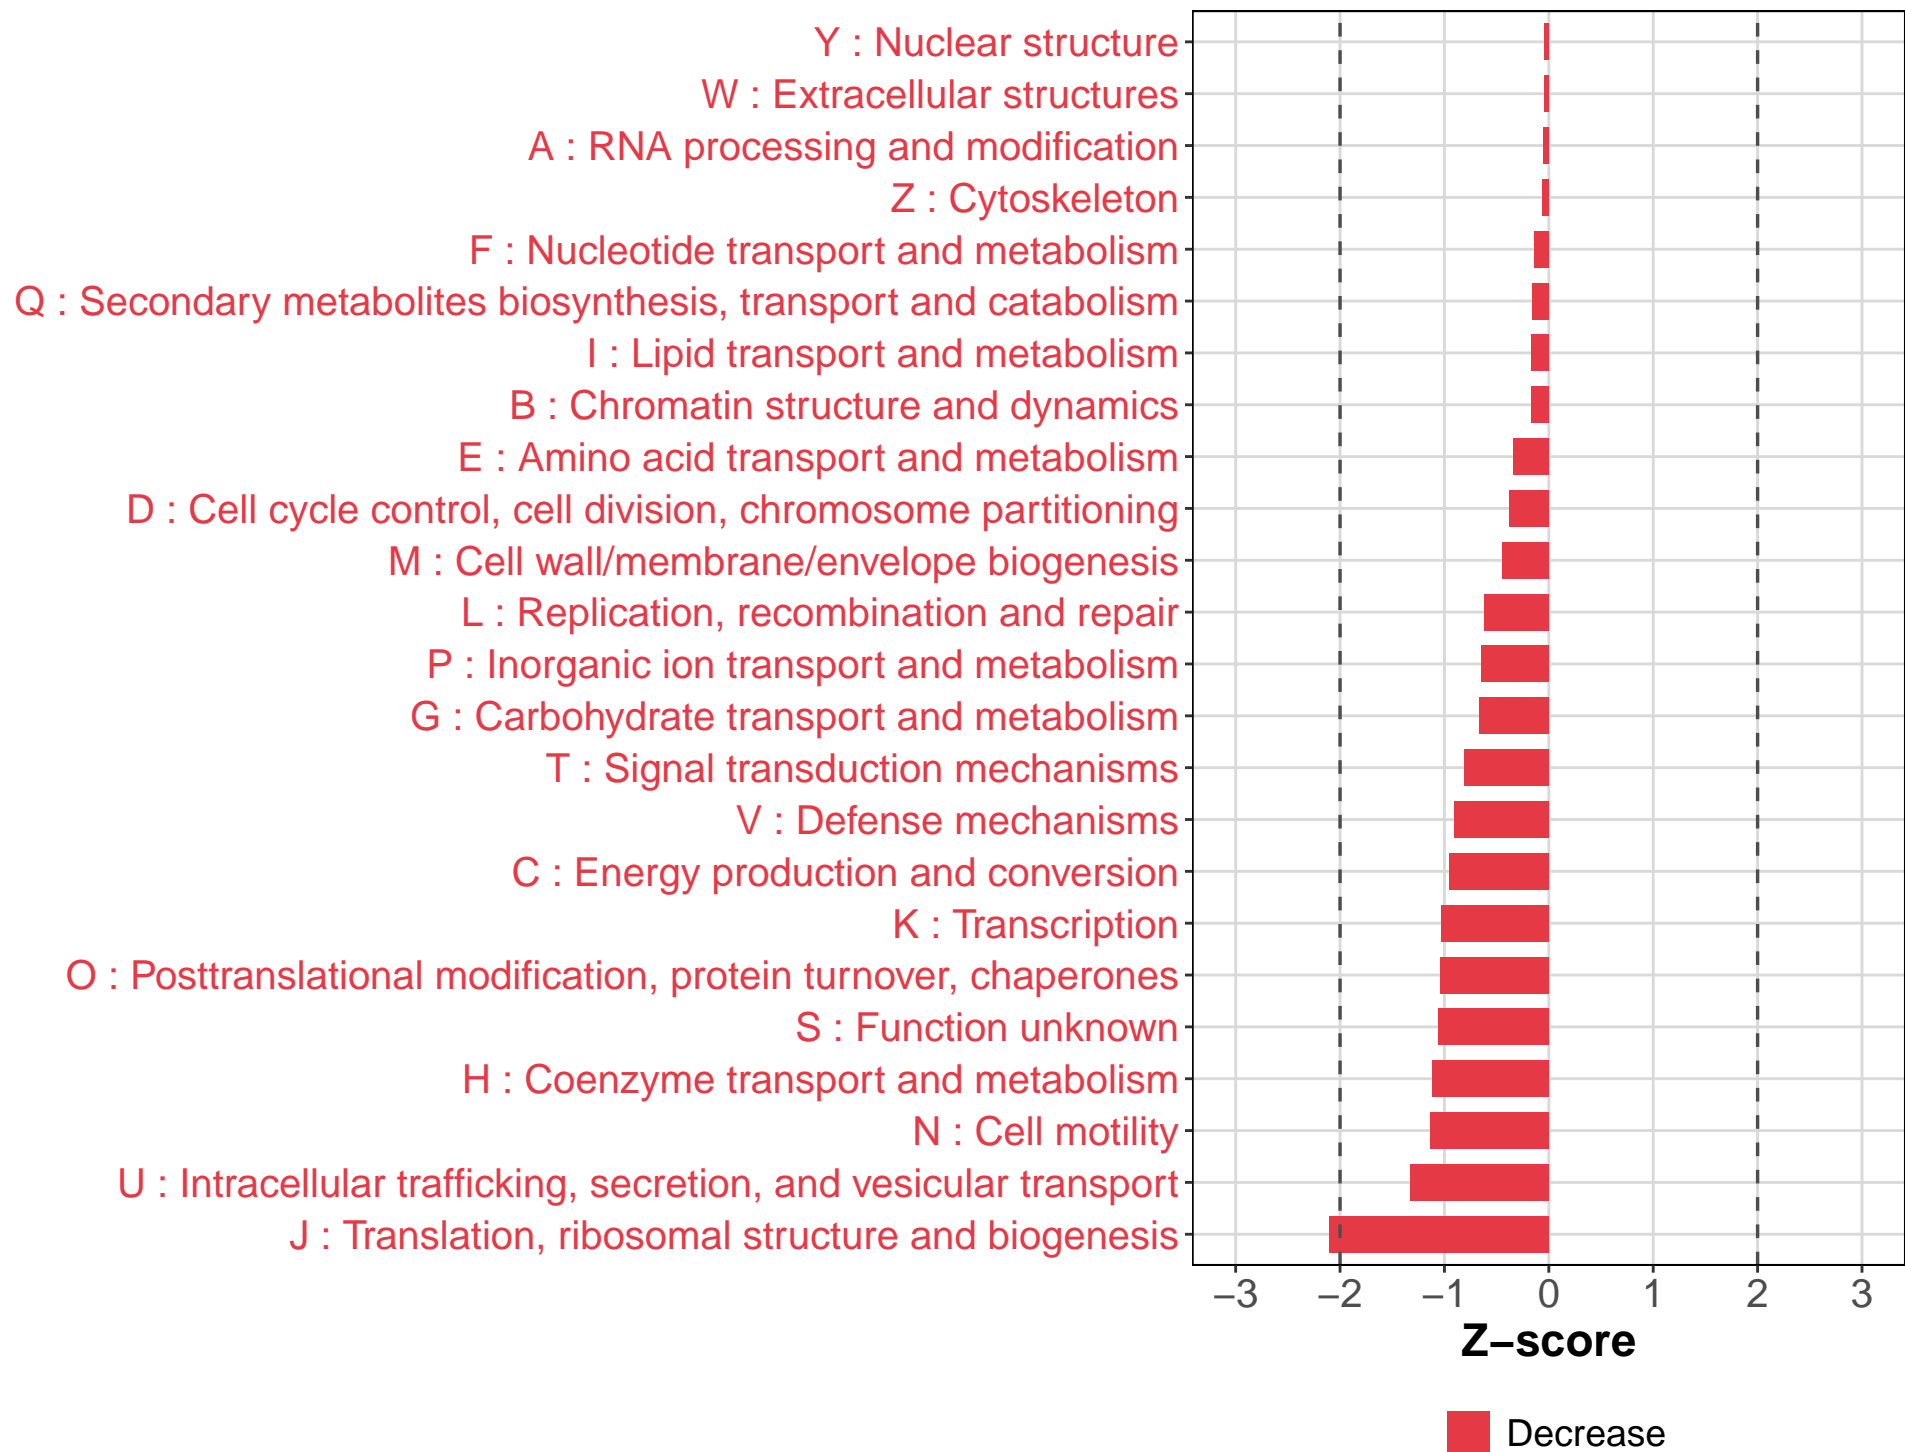 Y : Nuclear structure
W : Extracellular structures
A : RNA processing and modification
Z : Cytoskeleton
F : Nucleotide transport and metabolism
Q : Secondary metabolites biosynthesis, transport and catabolism
I : Lipid transport and metabolism
B : Chromatin structure and dynamics
E : Amino acid transport and metabolism
D : Cell cycle control, cell division, chromosome partitioning
M : Cell wall/membrane/envelope biogenesis
L : Replication, recombination and repair
P : Inorganic ion transport and metabolism
G : Carbohydrate transport and metabolism
T : Signal transduction mechanisms
V : Defense mechanisms
C : Energy production and conversion
K : Transcription
O : Posttranslational modification, protein turnover, chaperones
S : Function unknown
H : Coenzyme transport and metabolism
N : Cell motility
U : Intracellular trafficking, secretion, and vesicular transport
J : Translation, ribosomal structure and biogenesis
−3 −2 −1 0 1 2 3
Z−score
Decrease